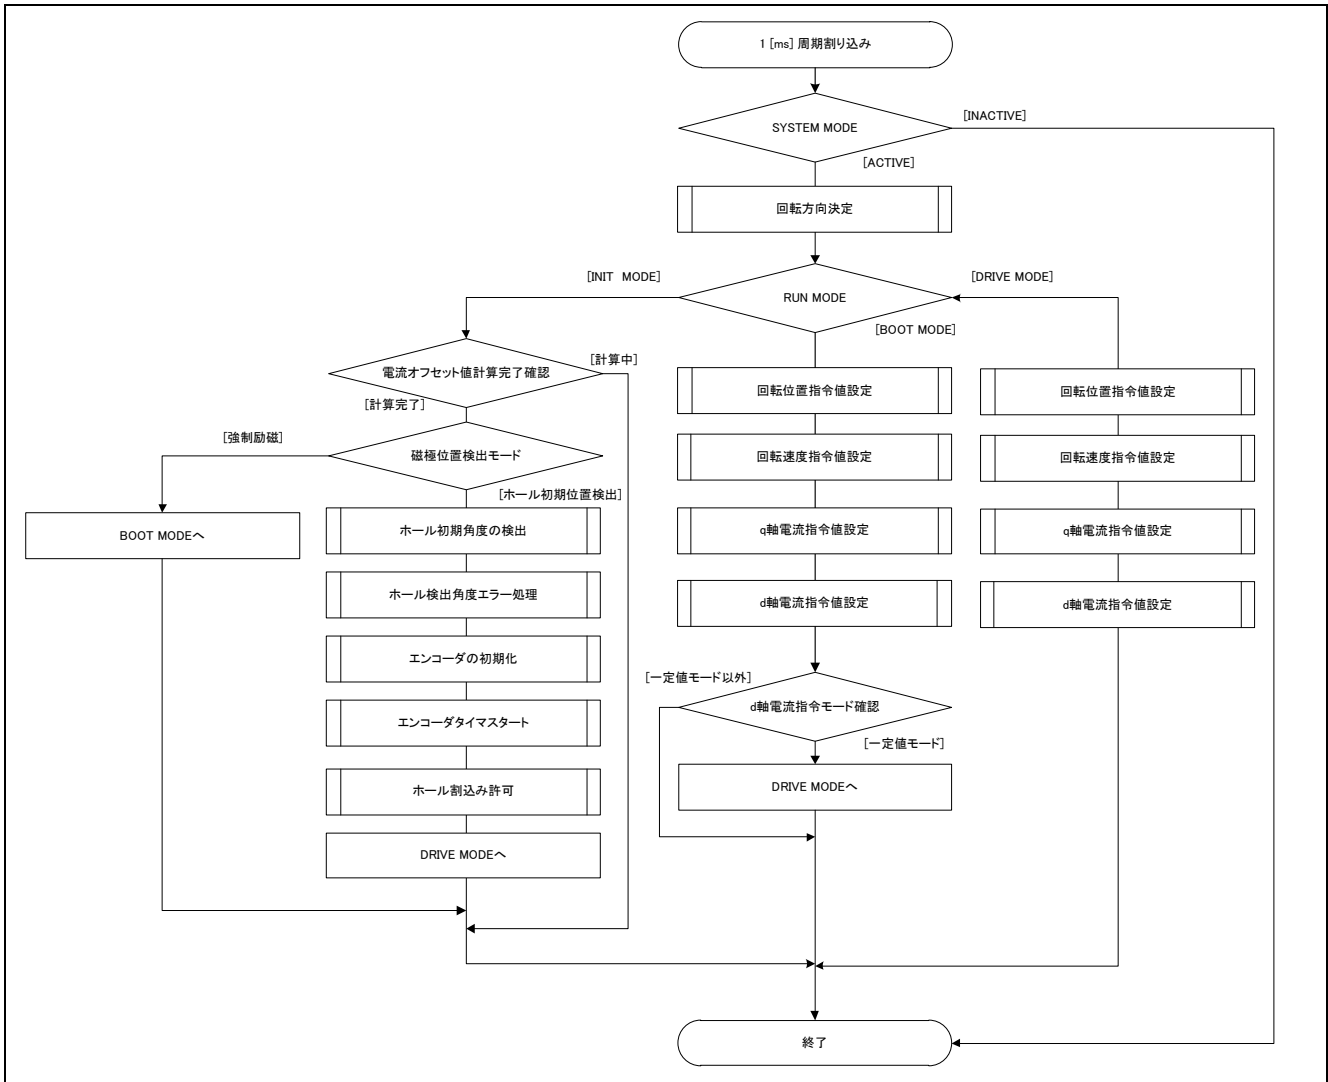 1 [ms] 周期割り込み
SYSTEM MODE
[INACTIVE]
[ACTIVE]
回転方向決定
[INIT MODE]
RUN MODE
[DRIVE MODE]
[BOOT MODE]
電流オフセット値計算完了確認
[計算中]
[計算完了]
[強制励磁]
磁極位置検出モード
[ホール初期位置検出]
BOOT MODEへ
ホール初期角度の検出
ホール検出角度エラー処理
エンコーダの初期化
エンコーダタイマスタート
ホール割込み許可
DRIVE MODEへ
回転位置指令値設定
回転速度指令値設定
q軸電流指令値設定
d軸電流指令値設定
[一定値モード以外]
d軸電流指令モード確認
[一定値モード]
DRIVE MODEへ
回転位置指令値設定
回転速度指令値設定
q軸電流指令値設定
d軸電流指令値設定
終了